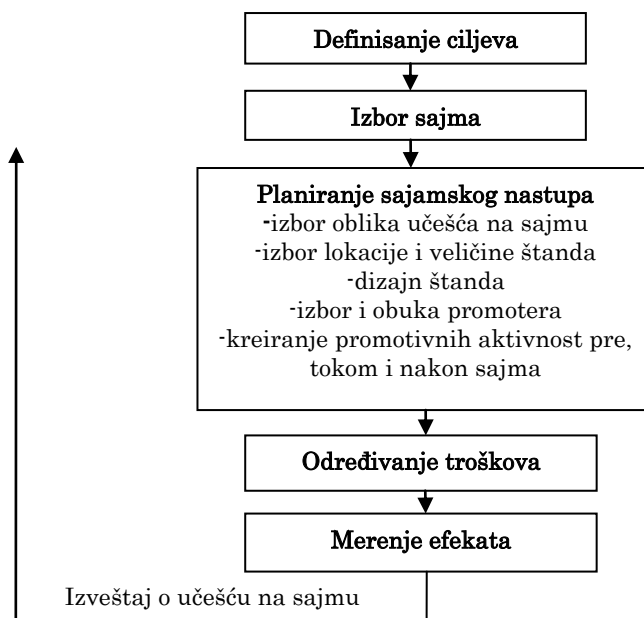 Definisanje ciljeva
Izbor sajma
Planiranje sajamskog nastupa
-izbor oblika učešća na sajmu
-izbor lokacije i veličine štanda
-dizajn štanda
-izbor i obuka promotera
-kreiranje promotivnih aktivnost pre,
tokom i nakon sajma
Određivanje troškova
Merenje efekata
Izveštaj o učešću na sajmu